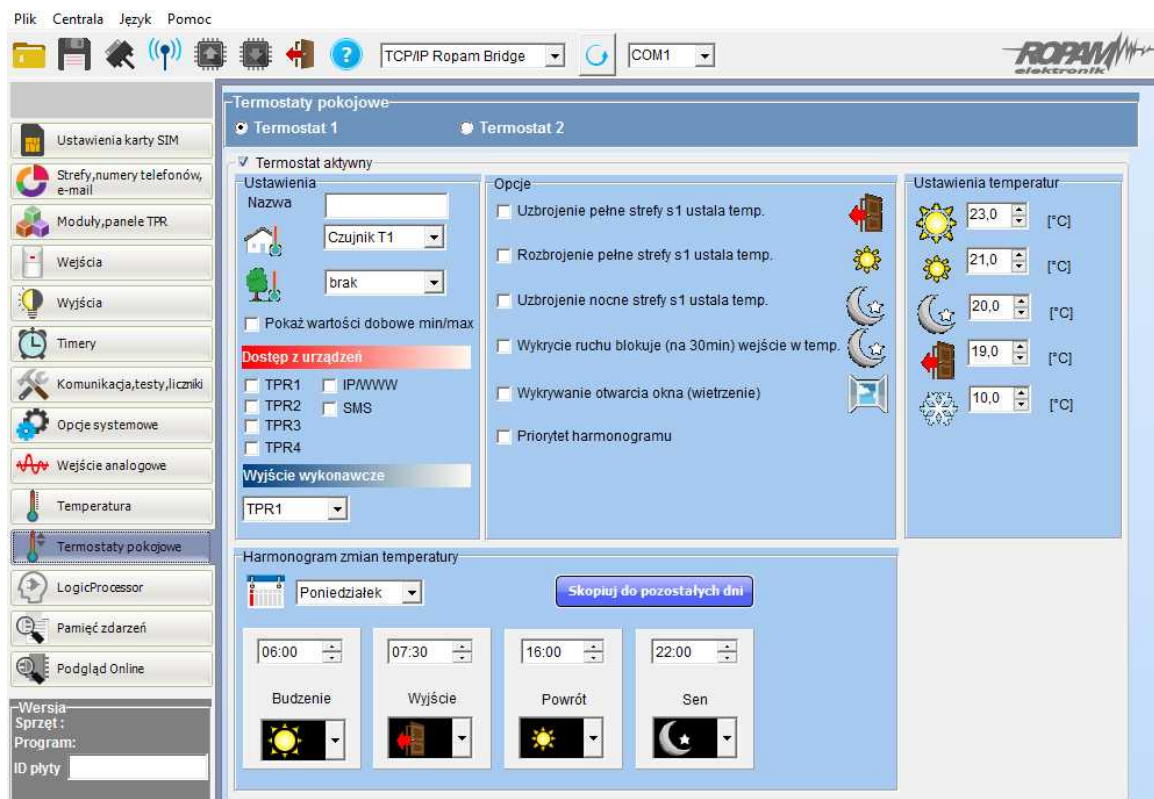 Plik Centrala Język Pomoc
TCP/IP Ropam Bridge
COM1
ROPAM
elektronik
Ustawienia karty SIM
Strefy,numery telefonów,
e-mail
Moduły,panele TPR
Wejścia
Wyjścia
Timery
Komunikacja,testy,liczniki
Opcje systemowe
Wejście analogowe
Temperatura
Termostaty pokojowe
LogicProcessor
Pamięć zdarzeń
Podgląd Online
Wersja
Sprzęt :
Program:
ID płyty
Termostaty pokojowe
Termostat 1 Termostat 2
Termostat aktywny
Ustawienia
Nazwa
Czujnik T1
brak
Pokaż wartości dobowe min/max
Dostęp z urządzeń
TPR1 IP/WWW
TPR2 SMS
TPR3
TPR4
Wyjście wykonawcze
TPR1
Opcje
Uzbrojenie pełne strefy s1 ustala temp.
Rozbrojenie pełne strefy s1 ustala temp.
Uzbrojenie nocne strefy s1 ustala temp.
Wykrycie ruchu blokuje (na 30min) wejście w temp.
Wykrywanie otwarcia okna (wietrzenie)
Priorytet harmonogramu
Ustawienia temperatur
23,0 [°C]
21,0 [°C]
20,0 [°C]
19,0 [°C]
10,0 [°C]
Harmonogram zmian temperatury
Poniedziałek
Skopiuj do pozostałych dni
06:00 07:30 16:00 22:00
Budzenie Wyjście Powrót Sen